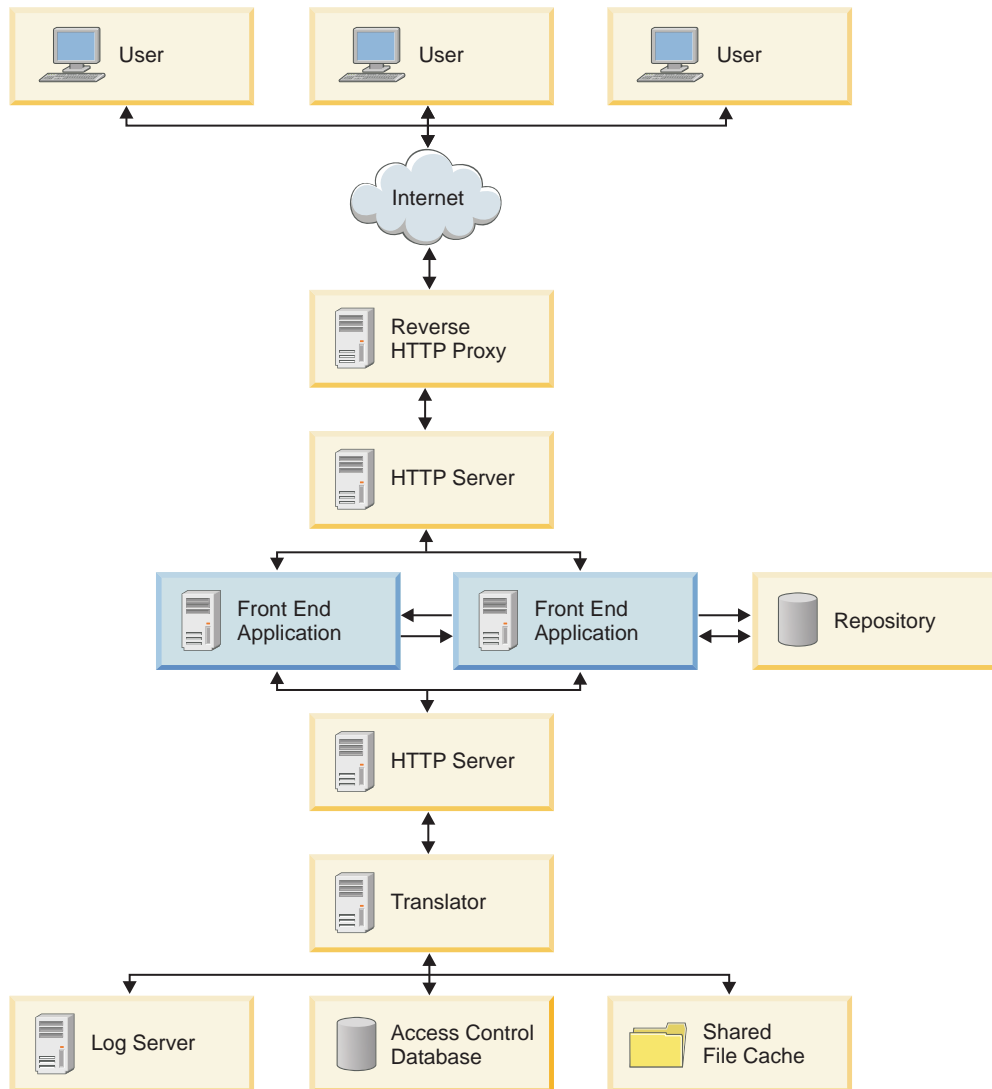 User
User
User
Internet
Reverse
HTTP Proxy
HTTP Server
Front End
Application
Front End
Application
Repository
HTTP Server
Translator
Log Server
Access Control
Database
Shared
File Cache